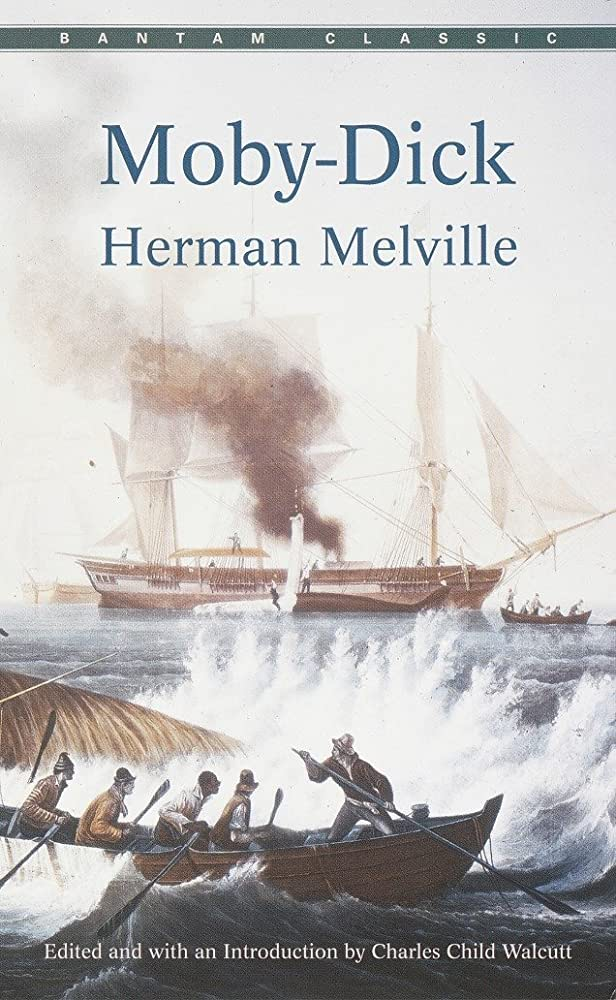 BANTAM CLASSIC
Moby-Dick
Herman Melville
Edited and with an Introduction by Charles Child Walcutt